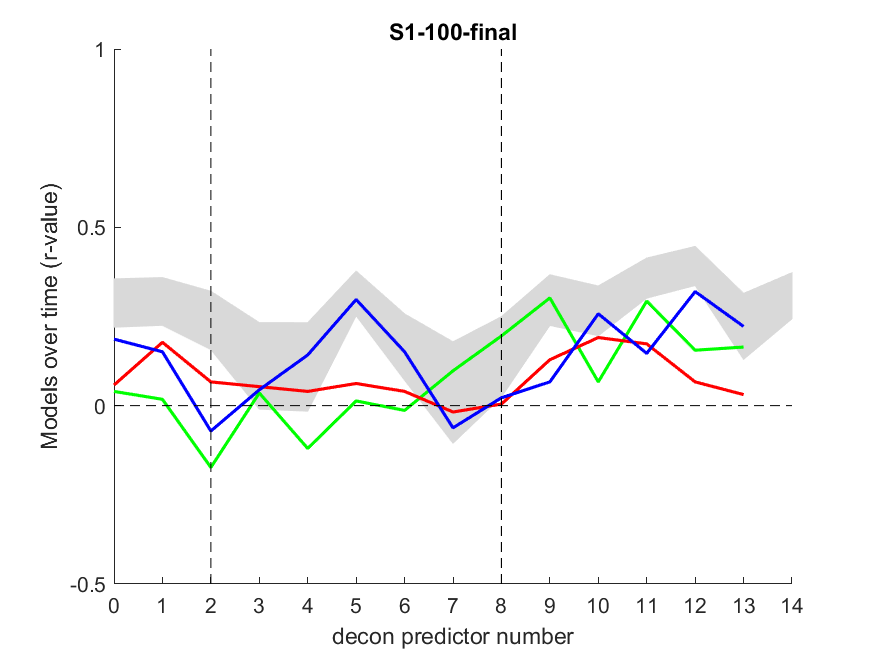 S1-100-final
Models over time (r-value)
1
0.5
0
-0.5
0 1 2 3 4 5 6 7 8 9 10 11 12 13 14
decon predictor number